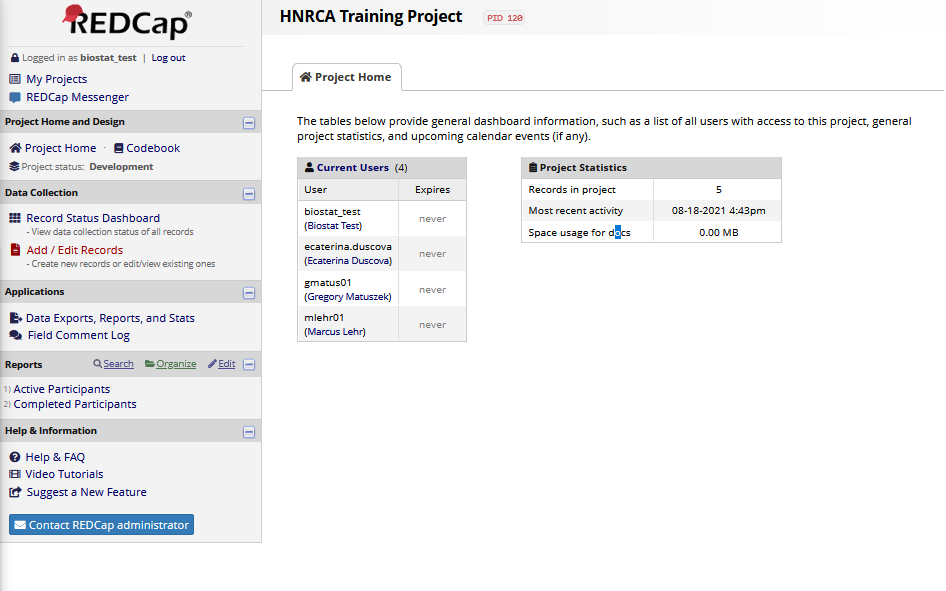 REDCap®
Logged in as biostat_test | Log out
My Projects
REDCap Messenger
Project Home and Design
Project Home · Codebook
Project status: Development
Data Collection
Record Status Dashboard
- View data collection status of all records
Add / Edit Records
- Create new records or edit/view existing ones
Applications
Data Exports, Reports, and Stats
Field Comment Log
Reports Search Organize Edit
1) Active Participants
2) Completed Participants
Help & Information
Help & FAQ
Video Tutorials
Suggest a New Feature
Contact REDCap administrator
HNRCA Training Project PID 120
Project Home
The tables below provide general dashboard information, such as a list of all users with access to this project, general
project statistics, and upcoming calendar events (if any).
Current Users (4)
User Expires
biostat_test
(Biostat Test) never
ecaterina.duscova
(Ecaterina Duscova) never
gmatus01
(Gregory Matuszek) never
mlehr01
(Marcus Lehr) never
Project Statistics
Records in project 5
Most recent activity 08-18-2021 4:43pm
Space usage for docs 0.00 MB